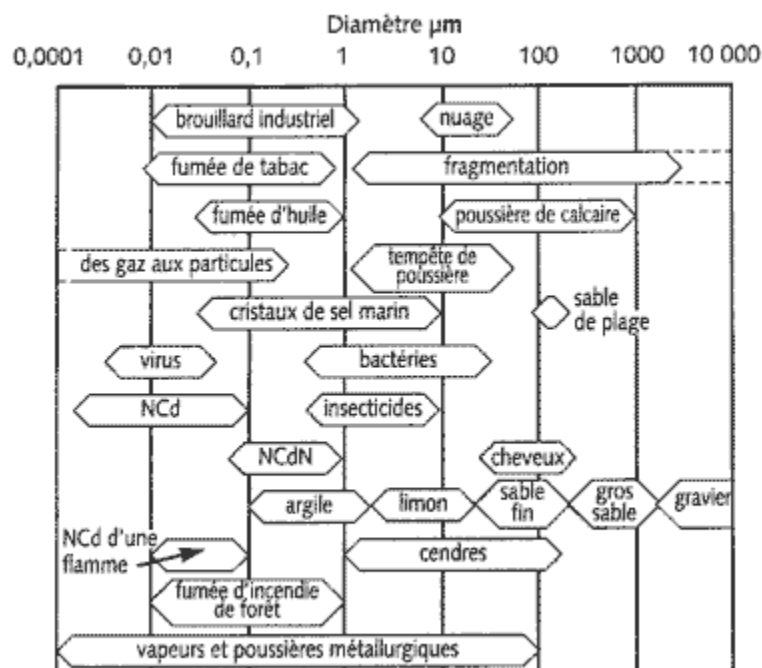 Diamètre µm
0,0001 0,01 0,1 1 10 100 1000 10 000
brouillard industriel nuage
fumée de tabac fragmentation
fumée d'huile poussière de calcaire
des gaz aux particules tempête de
poussière
cristaux de sel marin sable
de plage
virus bactéries
NCd insecticides
NCdN cheveux
argile limon sable
fin gros
sable gravier
NCd d'une
flamme cendres
fumée d'incendie
de forêt
vapeurs et poussières métallurgiques